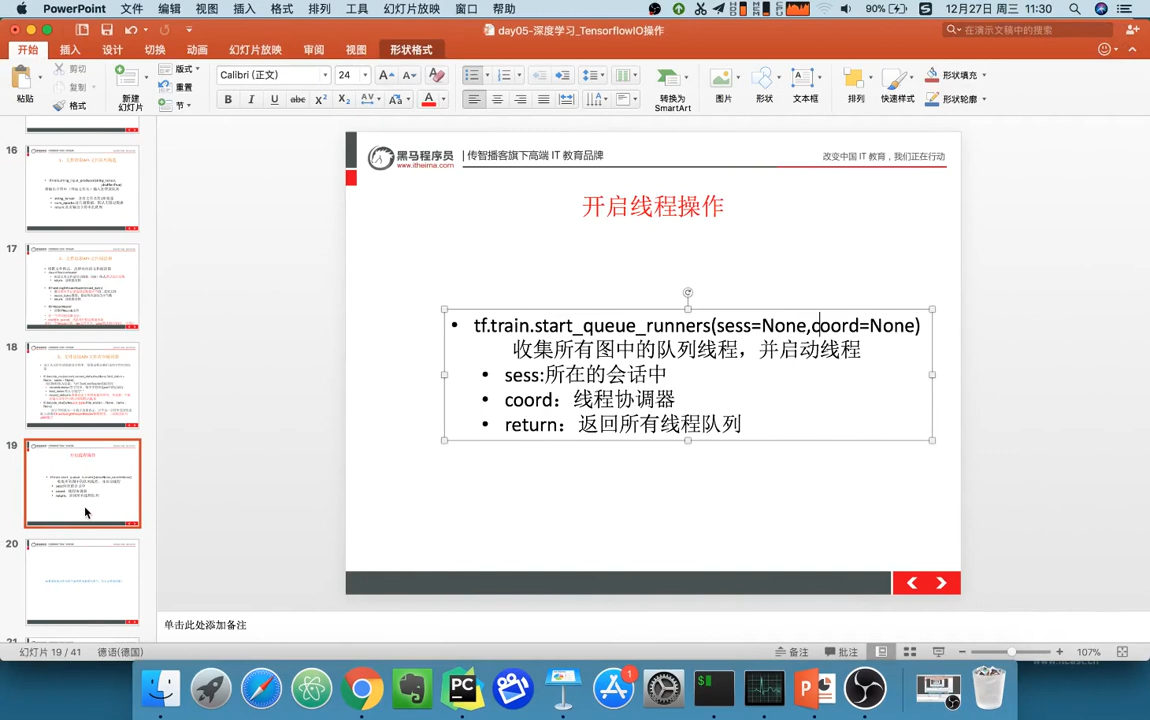 PowerPoint 文件 编辑 视图 插入 格式 排列 工具 幻灯片放映 窗口 帮助 90% 12月27日 周三 11:30
day05-深度学习_TensorflowIO操作
在演示文稿中搜索
开始 插入 设计 切换 动画 幻灯片放映 审阅 视图 形状格式
粘贴 剪切 复制 格式
新建幻灯片 版式 重置 节
Calibri (正文) 24
转换为 SmartArt 图片 形状 文本框 排列 快速样式 形状填充 形状轮廓
16
17
18
19
20
21
黑马程序员 | 传智播客旗下高端 IT 教育品牌
www.itheima.com
改变中国 IT 教育，我们正在行动
开启线程操作
• tf.train.start_queue_runners(sess=None,coord=None)
收集所有图中的队列线程，并启动线程
• sess:所在的会话中
• coord：线程协调器
• return：返回所有线程队列
单击此处添加备注
幻灯片 19 / 41 德语(德国) 备注 批注 107%